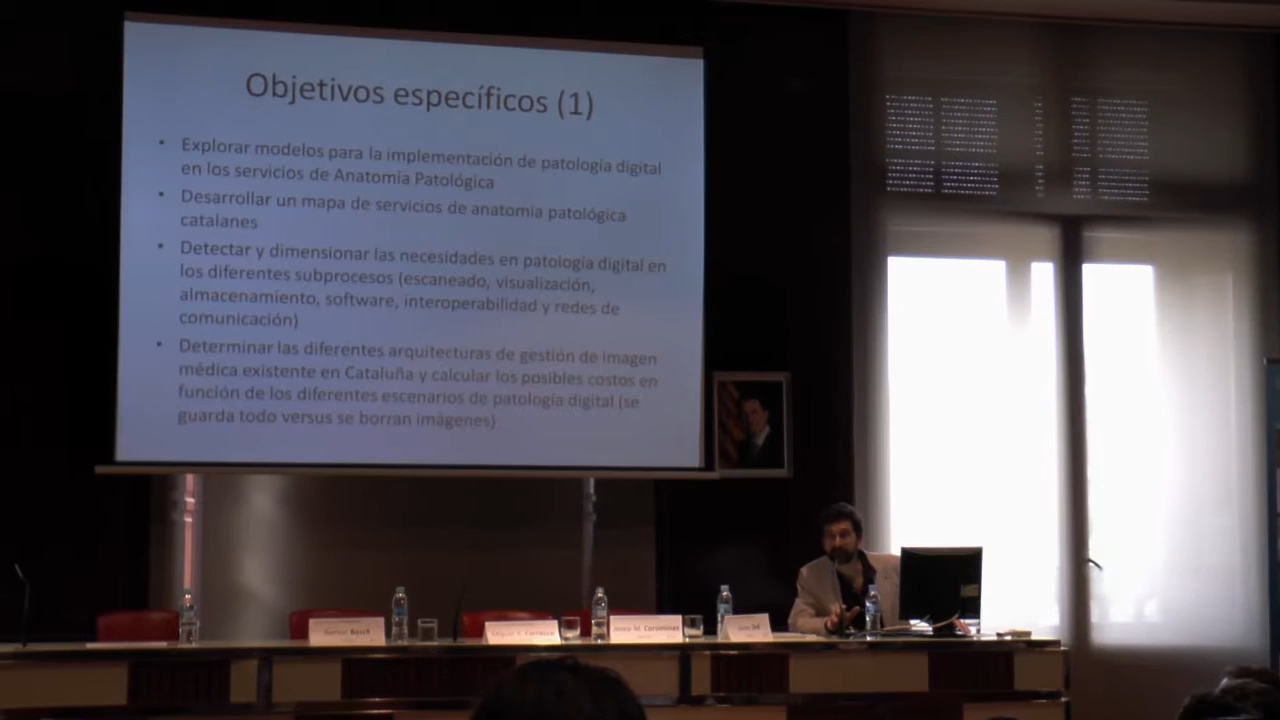 Objetivos específicos (1)
• Explorar modelos para la implementación de patología digital
en los servicios de Anatomía Patológica
• Desarrollar un mapa de servicios de anatomía patológica
catalanes
• Detectar y dimensionar las necesidades en patología digital en
los diferentes subprocesos (escaneado, visualización,
almacenamiento, software, interoperabilidad y redes de
comunicación)
• Determinar las diferentes arquitecturas de gestión de imagen
médica existente en Cataluña y calcular los posibles costos en
función de los diferentes escenarios de patología digital (se
guarda todo versus se borran imágenes)
Ramon Bosch
Josep M. Corominas